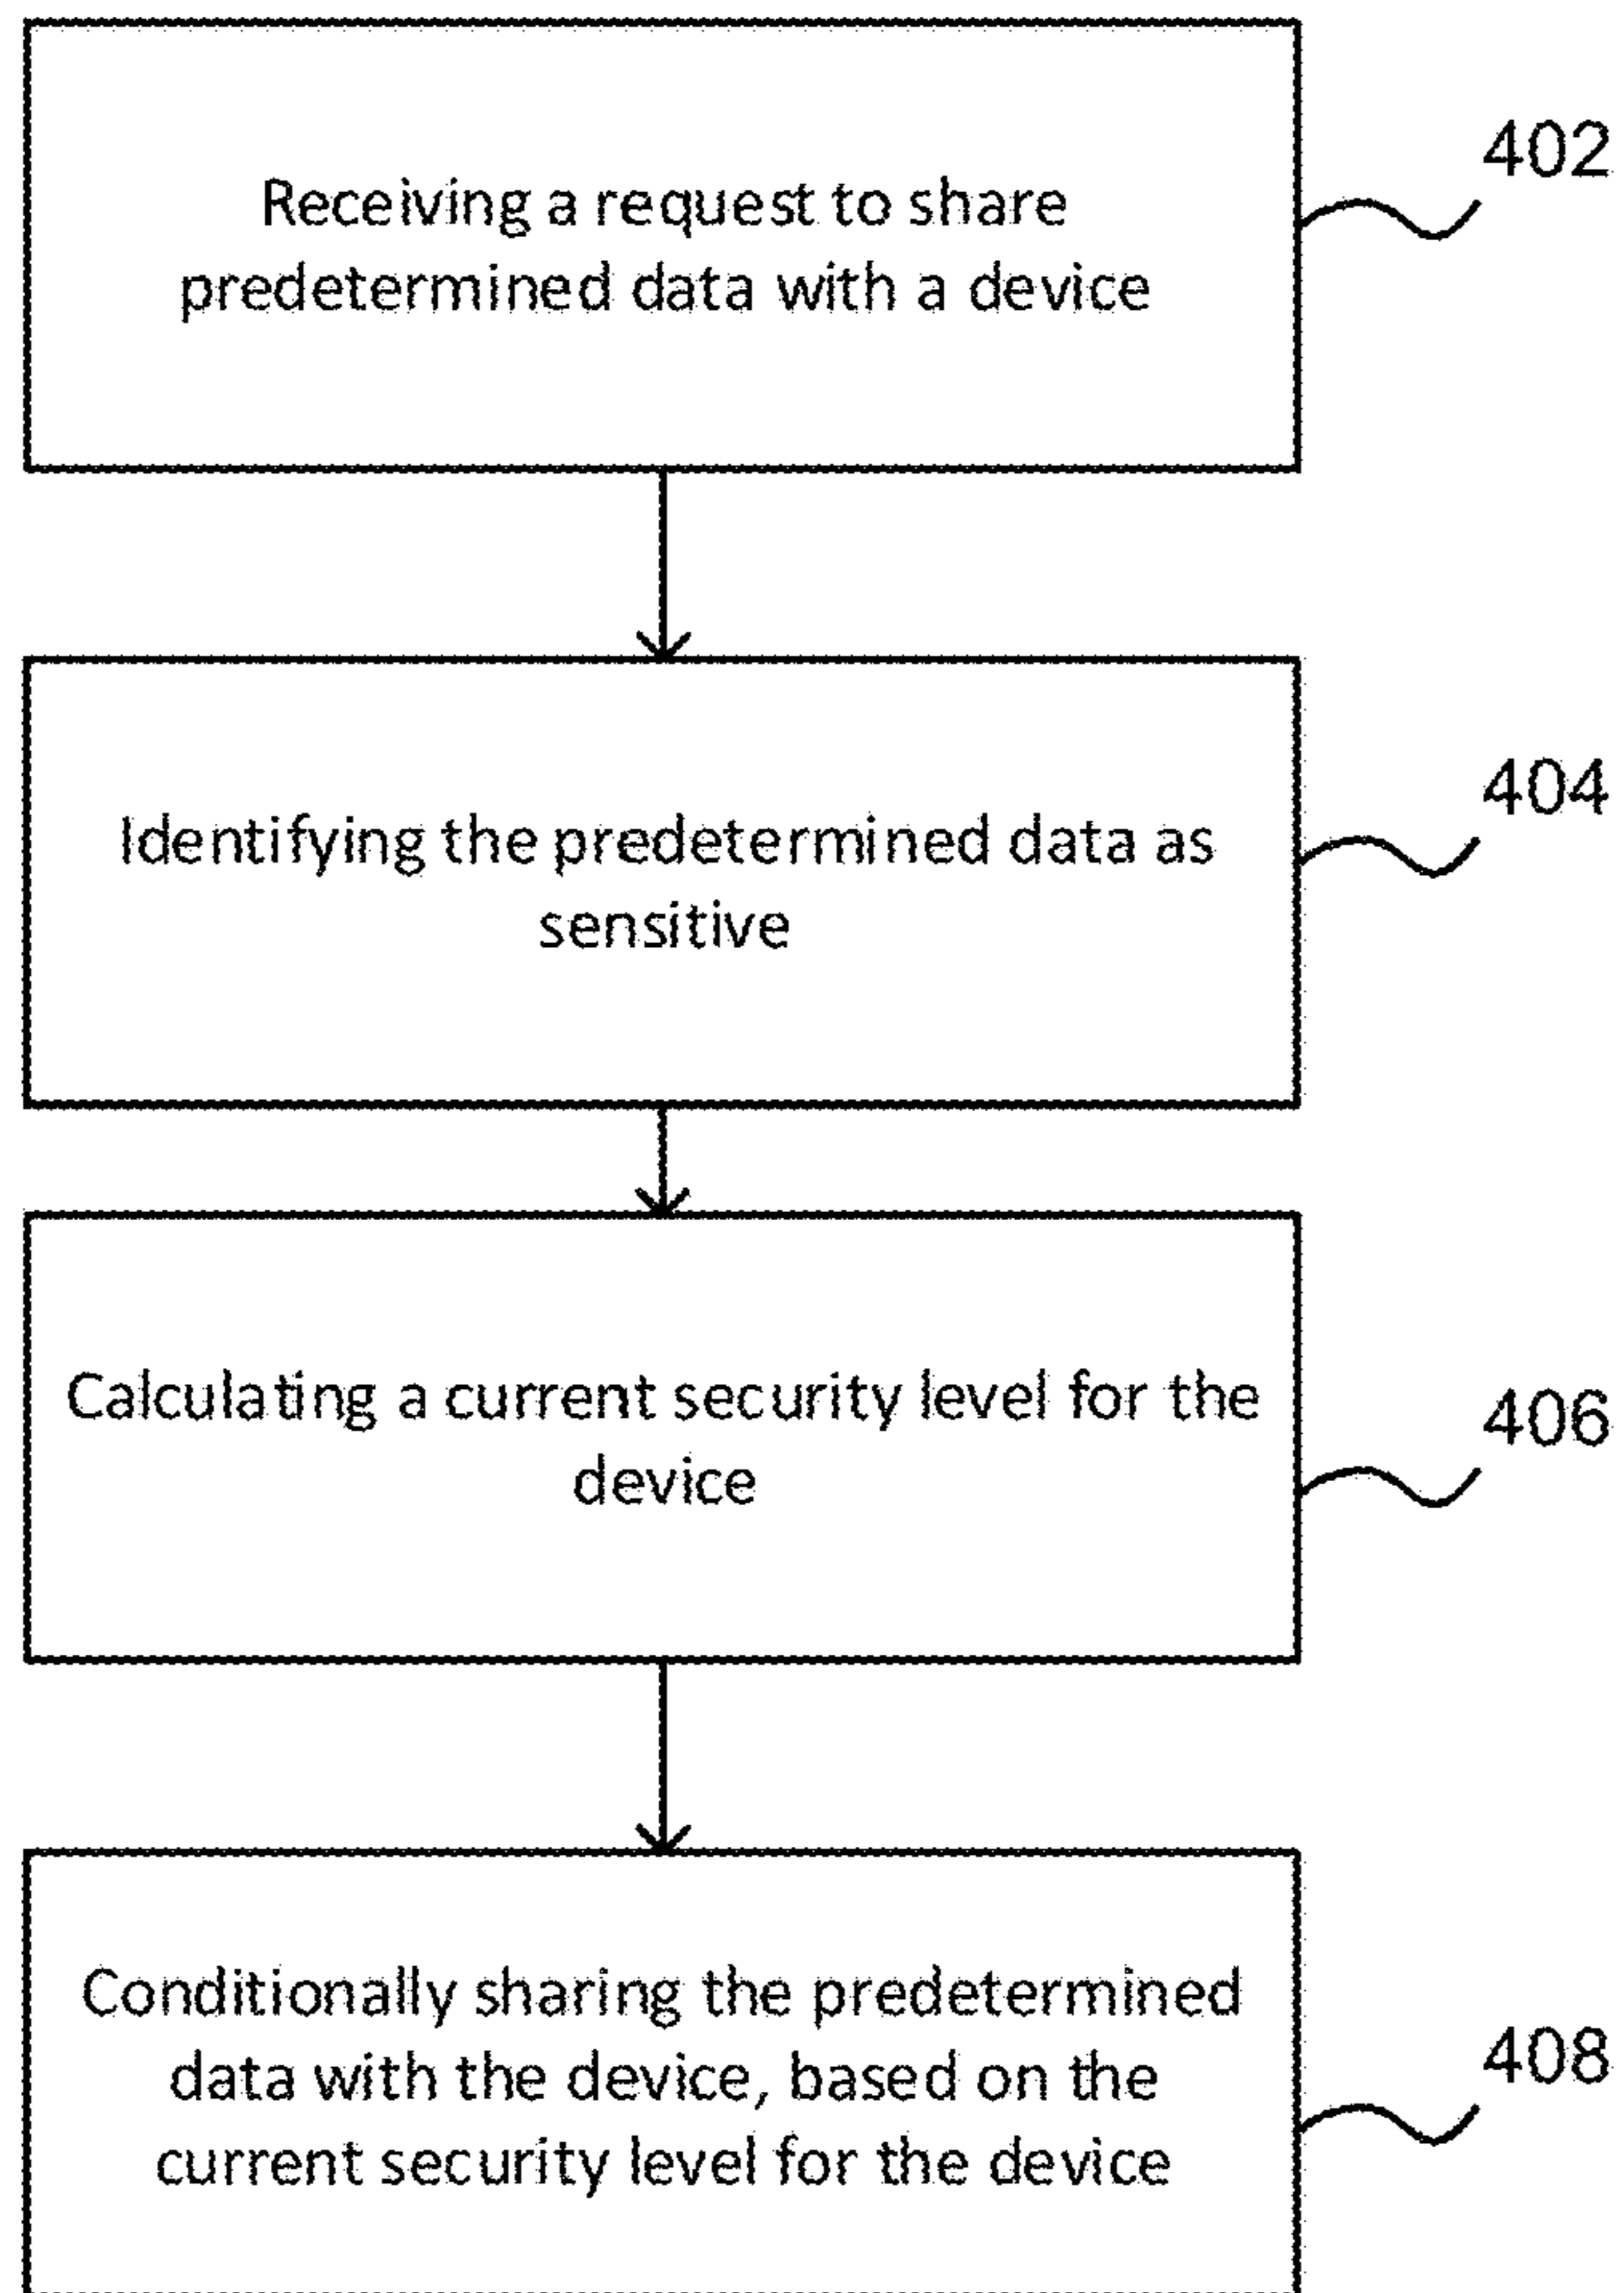 Receiving a request to share
predetermined data with a device
402
Identifying the predetermined data as
sensitive
404
Calculating a current security level for the
device
406
Conditionally sharing the predetermined
data with the device, based on the
current security level for the device
408